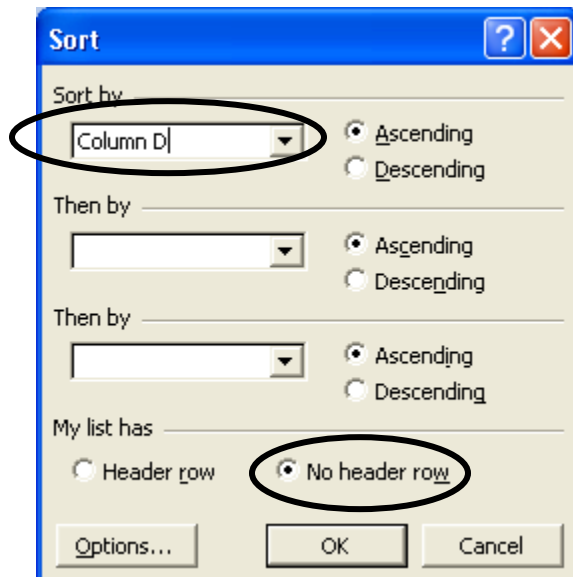 Sort
Sort by
Column D
Ascending
Descending
Then by
Ascending
Descending
Then by
Ascending
Descending
My list has
Header row
No header row
Options...
OK
Cancel